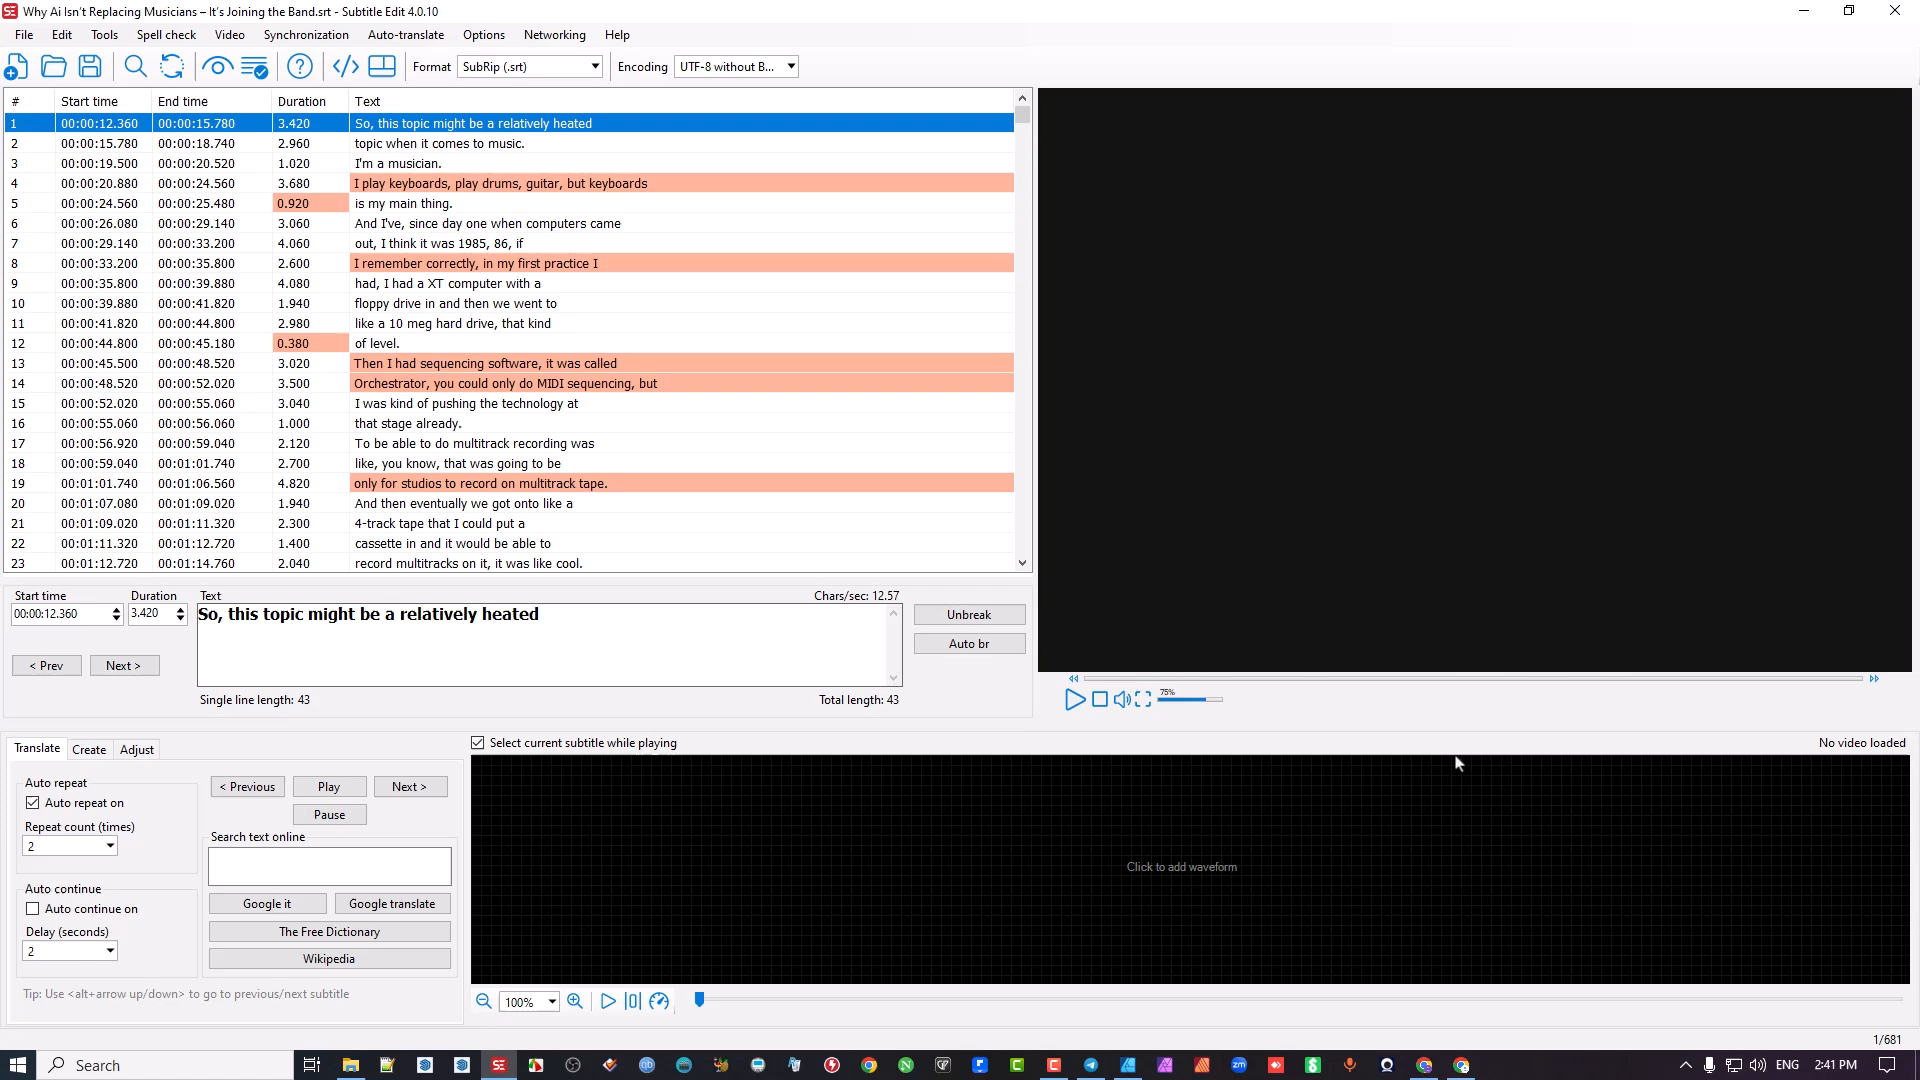 Why Ai Isn't Replacing Musicians – It's Joining the Band.srt - Subtitle Edit 4.0.10
File Edit Tools Spell check Video Synchronization Auto-translate Options Networking Help
Format SubRip (.srt) Encoding UTF-8 without B...
# Start time End time Duration Text
1 00:00:12.360 00:00:15.780 3.420 So, this topic might be a relatively heated
2 00:00:15.780 00:00:18.740 2.960 topic when it comes to music.
3 00:00:19.500 00:00:20.520 1.020 I'm a musician.
4 00:00:20.880 00:00:24.560 3.680 I play keyboards, play drums, guitar, but keyboards
5 00:00:24.560 00:00:25.480 0.920 is my main thing.
6 00:00:26.080 00:00:29.140 3.060 And I've, since day one when computers came
7 00:00:29.140 00:00:33.200 4.060 out, I think it was 1985, 86, if
8 00:00:33.200 00:00:35.800 2.600 I remember correctly, in my first practice I
9 00:00:35.800 00:00:39.880 4.080 had, I had a XT computer with a
10 00:00:39.880 00:00:41.820 1.940 floppy drive in and then we went to
11 00:00:41.820 00:00:44.800 2.980 like a 10 meg hard drive, that kind
12 00:00:44.800 00:00:45.180 0.380 of level.
13 00:00:45.500 00:00:48.520 3.020 Then I had sequencing software, it was called
14 00:00:48.520 00:00:52.020 3.500 Orchestrator, you could only do MIDI sequencing, but
15 00:00:52.020 00:00:55.060 3.040 I was kind of pushing the technology at
16 00:00:55.060 00:00:56.060 1.000 that stage already.
17 00:00:56.920 00:00:59.040 2.120 To be able to do multitrack recording was
18 00:00:59.040 00:01:01.740 2.700 like, you know, that was going to be
19 00:01:01.740 00:01:06.560 4.820 only for studios to record on multitrack tape.
20 00:01:07.080 00:01:09.020 1.940 And then eventually we got onto like a
21 00:01:09.020 00:01:11.320 2.300 4-track tape that I could put a
22 00:01:11.320 00:01:12.720 1.400 cassette in and it would be able to
23 00:01:12.720 00:01:14.760 2.040 record multitracks on it, it was like cool.
Start time Duration Text Chars/sec: 12.57
00:00:12.360 3.420 So, this topic might be a relatively heated Unbreak
Auto br
< Prev Next >
Single line length: 43 Total length: 43
75%
Translate Create Adjust
Select current subtitle while playing No video loaded
Auto repeat
Auto repeat on
Repeat count (times)
2
Auto continue
Auto continue on
Delay (seconds)
2
< Previous Play Next >
Pause
Search text online
Google it Google translate
The Free Dictionary
Wikipedia
Tip: Use <alt+arrow up/down> to go to previous/next subtitle
Click to add waveform
100%
1/681
Search
ENG 2:41 PM